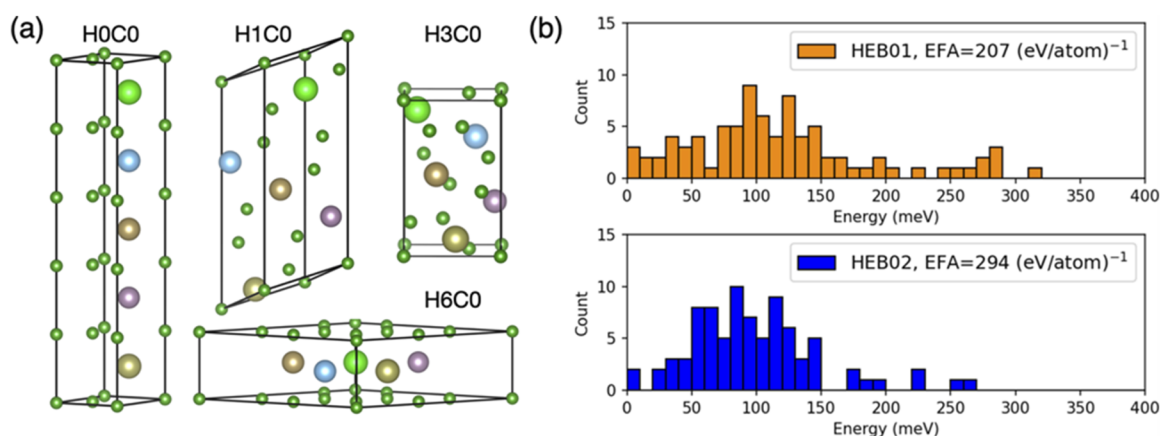 (a)
H0C0
H1C0
H3C0
H6C0
(b)
15
10
5
0
Count
HEB01, EFA=207 (eV/atom)⁻¹
0 50 100 150 200 250 300 350 400
Energy (meV)
15
10
5
0
Count
HEB02, EFA=294 (eV/atom)⁻¹
0 50 100 150 200 250 300 350 400
Energy (meV)